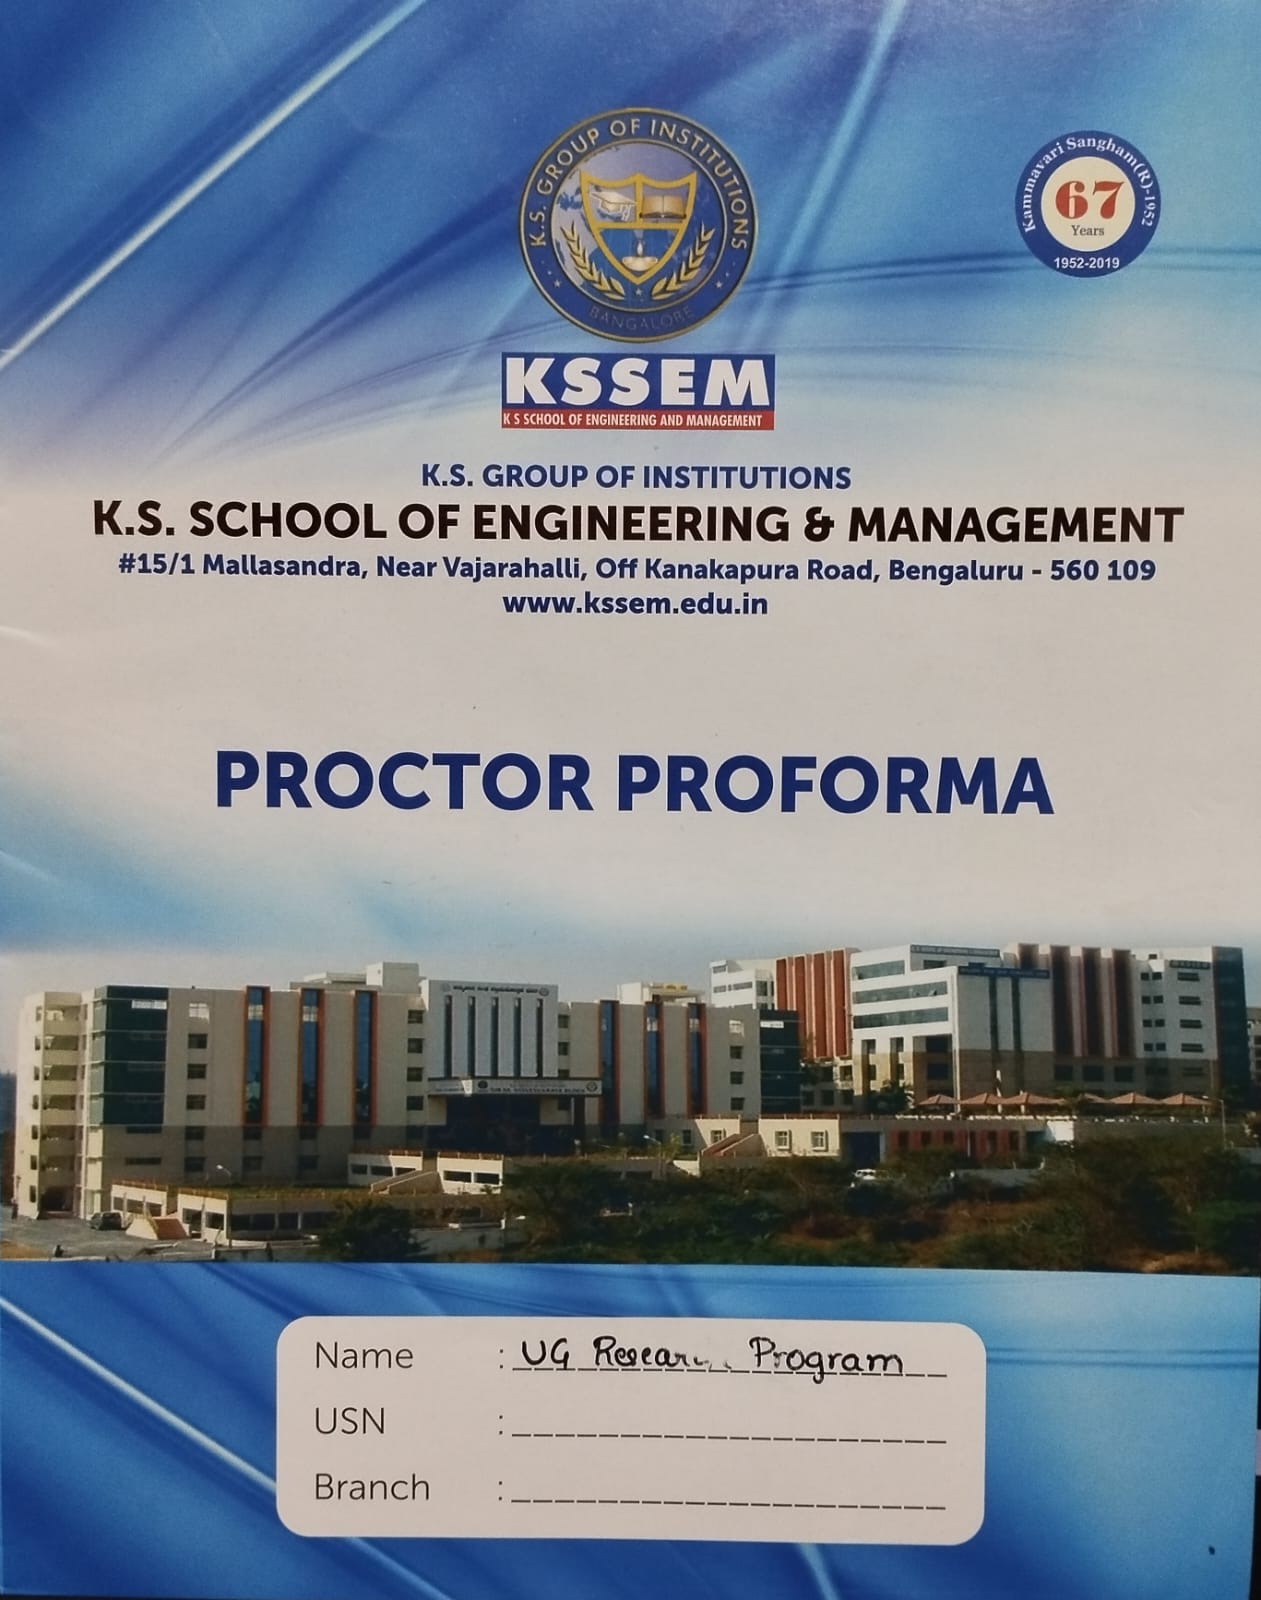 K.S. GROUP OF INSTITUTIONS
BANGALORE
Kammavari Sangham(R)-1952
67
Years
1952-2019
KSSEM
K S SCHOOL OF ENGINEERING AND MANAGEMENT
K.S. GROUP OF INSTITUTIONS
K.S. SCHOOL OF ENGINEERING & MANAGEMENT
#15/1 Mallasandra, Near Vajarahalli, Off Kanakapura Road, Bengaluru - 560 109
www.kssem.edu.in
PROCTOR PROFORMA
Name : UG Program
USN :
Branch :